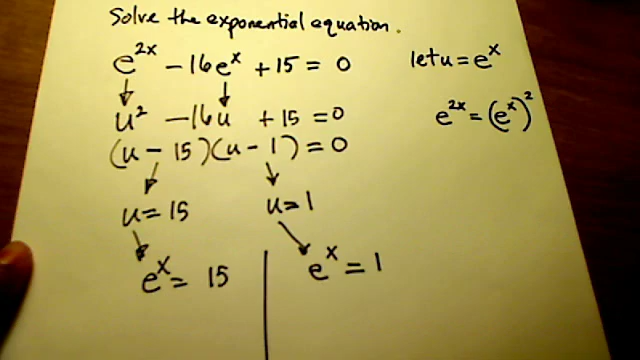 Solve the exponential equation.
e^{2x} - 16e^x + 15 = 0 let u = e^x
u² - 16u + 15 = 0 e^{2x} = (e^x)²
(u - 15)(u - 1) = 0
u = 15 u = 1
e^x = 15 e^x = 1